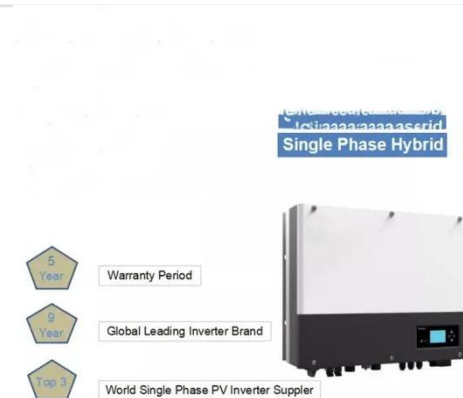 Single Phase Hybrid
5
Year
Warranty Period
9
Year
Global Leading Inverter Brand
Top 3
World Single Phase PV Inverter Suppler